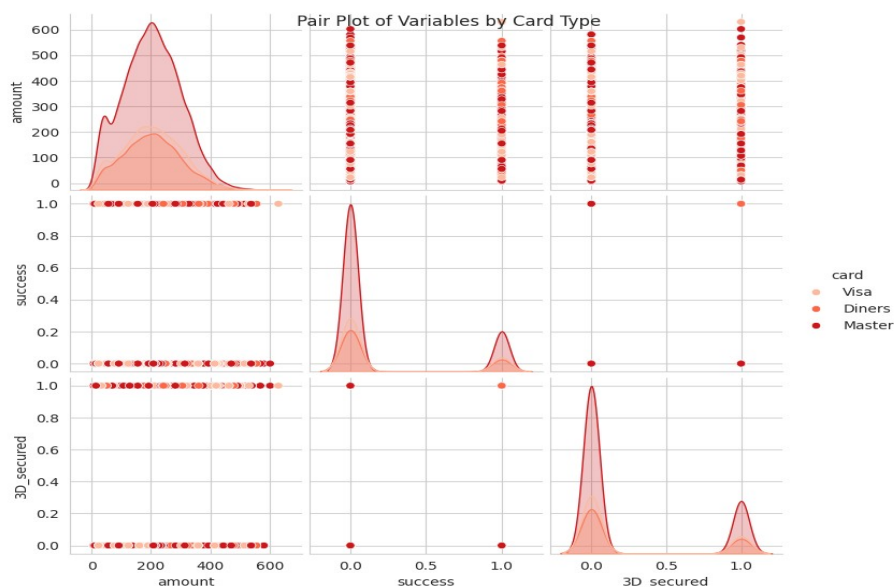 Pair Plot of Variables by Card Type
600
500
400
300
200
100
0
amount
1.0
0.8
0.6
0.4
0.2
0.0
success
card
Visa
Diners
Master
1.0
0.8
0.6
0.4
0.2
0.0
3D_secured
0 200 400 600
amount
0.0 0.5 1.0
success
0.0 0.5 1.0
3D_secured